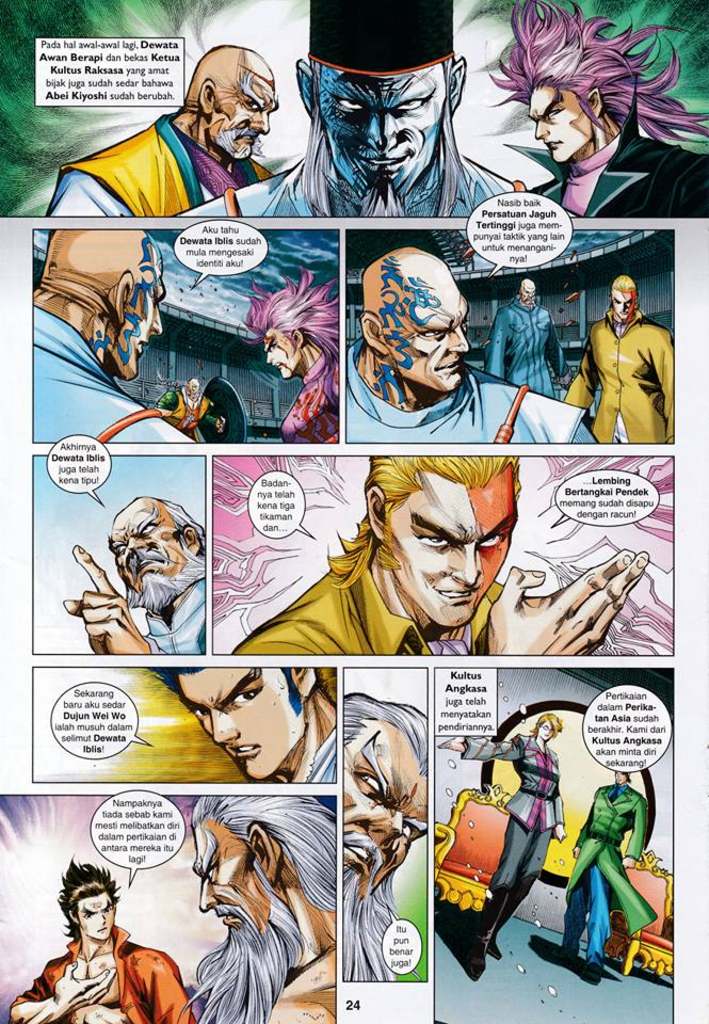 Pada hal awal-awal lagi, Dewata
Awan Berapi dan bekas Ketua
Kultus Raksasa yang amat
bijak juga sudah sedar bahawa
Abei Kiyoshi sudah berubah.
Aku tahu
Dewata Iblis sudah
mula mengesaki
identiti aku!
Nasib baik
Persatuan Jaguh
Tertinggi juga mem-
punyai taktik yang lain
untuk menangani-
nya!
Akhirnya
Dewata Iblis
juga telah
kena tipu!
Badan-
nya telah
kena tiga
tikaman
dan...
...Lembing
Bertangkai Pendek
memang sudah disapu
dengan racun!
Sekarang
baru aku sedar
Dujun Wei Wo
ialah musuh dalam
selimut Dewata
Iblis!
Kultus
Angkasa
juga telah
menyatakan
pendiriannya.
Pertikaian
dalam Perika-
tan Asia sudah
berakhir. Kami dari
Kultus Angkasa
akan minta diri
sekarang!
Nampaknya
tiada sebab kamu
mesti melibatkan diri
dalam pertikaian di
antara mereka itu
lagi!
Itu
pun
benar
juga!
24